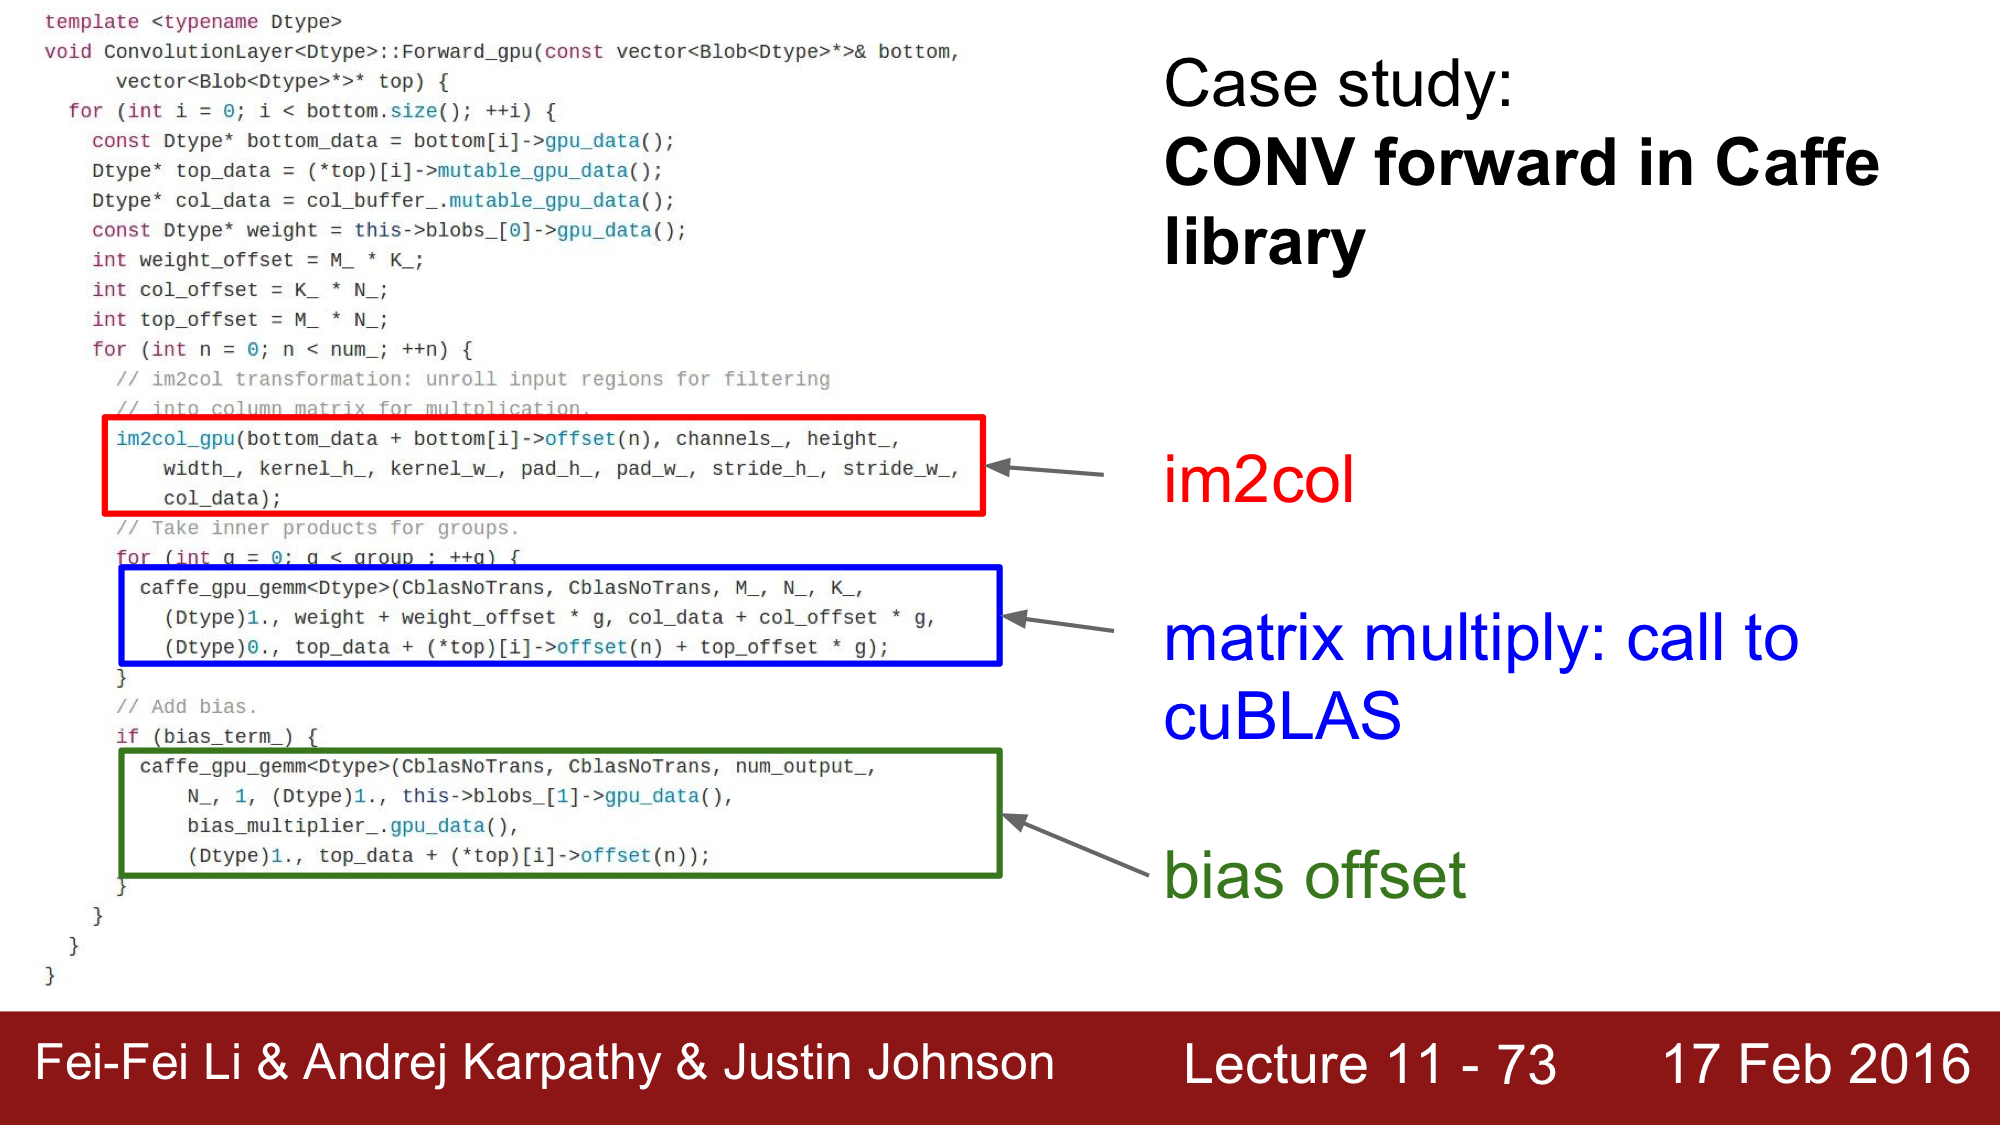 template <typename Dtype>
void ConvolutionLayer<Dtype>::Forward_gpu(const vector<Blob<Dtype>*>& bottom,
      vector<Blob<Dtype>*>* top) {
  for (int i = 0; i < bottom.size(); ++i) {
    const Dtype* bottom_data = bottom[i]->gpu_data();
    Dtype* top_data = (*top)[i]->mutable_gpu_data();
    Dtype* col_data = col_buffer_.mutable_gpu_data();
    const Dtype* weight = this->blobs_[0]->gpu_data();
    int weight_offset = M_ * K_;
    int col_offset = K_ * N_;
    int top_offset = M_ * N_;
    for (int n = 0; n < num_; ++n) {
      // im2col transformation: unroll input regions for filtering
      // into column matrix for multplication.
      im2col_gpu(bottom_data + bottom[i]->offset(n), channels_, height_,
          width_, kernel_h_, kernel_w_, pad_h_, pad_w_, stride_h_, stride_w_,
          col_data);
      // Take inner products for groups.
      for (int g = 0; g < group_; ++g) {
        caffe_gpu_gemm<Dtype>(CblasNoTrans, CblasNoTrans, M_, N_, K_,
          (Dtype)1., weight + weight_offset * g, col_data + col_offset * g,
          (Dtype)0., top_data + (*top)[i]->offset(n) + top_offset * g);
      }
      // Add bias.
      if (bias_term_) {
        caffe_gpu_gemm<Dtype>(CblasNoTrans, CblasNoTrans, num_output_,
            N_, 1, (Dtype)1., this->blobs_[1]->gpu_data(),
            bias_multiplier_.gpu_data(),
            (Dtype)1., top_data + (*top)[i]->offset(n));
      }
    }
  }
}
Case study:
CONV forward in Caffe
library
im2col
matrix multiply: call to
cuBLAS
bias offset
Fei-Fei Li & Andrej Karpathy & Justin Johnson
Lecture 11 - 73
17 Feb 2016